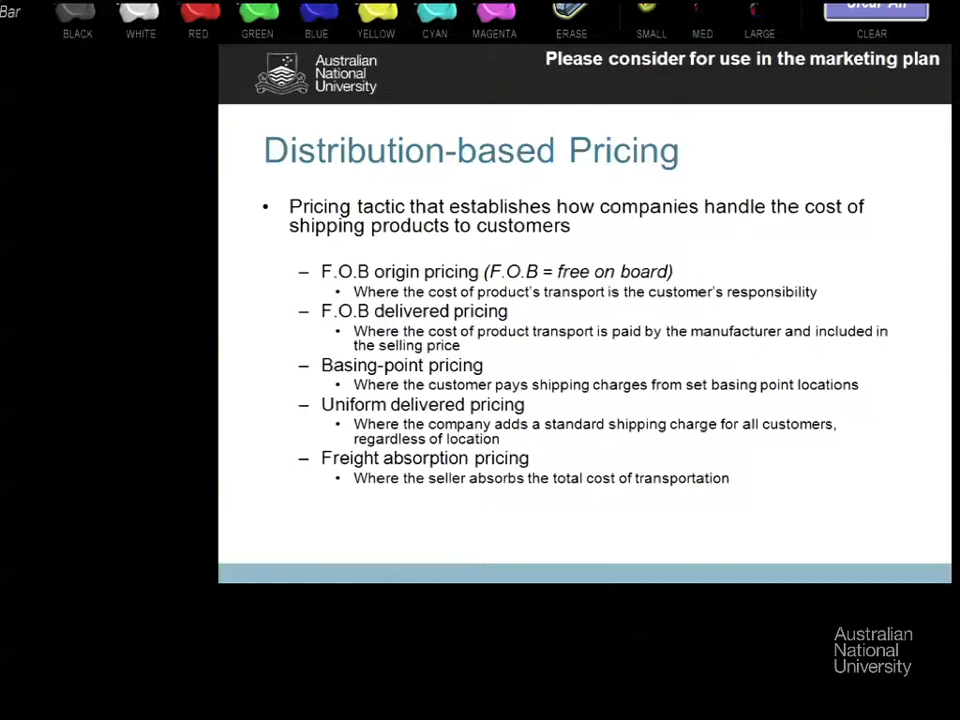 Bar
BLACK WHITE RED GREEN BLUE YELLOW CYAN MAGENTA ERASE SMALL MED LARGE CLEAR
Australian
National
University
Please consider for use in the marketing plan
Distribution-based Pricing
• Pricing tactic that establishes how companies handle the cost of
shipping products to customers
– F.O.B origin pricing (F.O.B = free on board)
• Where the cost of product's transport is the customer's responsibility
– F.O.B delivered pricing
• Where the cost of product transport is paid by the manufacturer and included in
the selling price
– Basing-point pricing
• Where the customer pays shipping charges from set basing point locations
– Uniform delivered pricing
• Where the company adds a standard shipping charge for all customers,
regardless of location
– Freight absorption pricing
• Where the seller absorbs the total cost of transportation
Australian
National
University